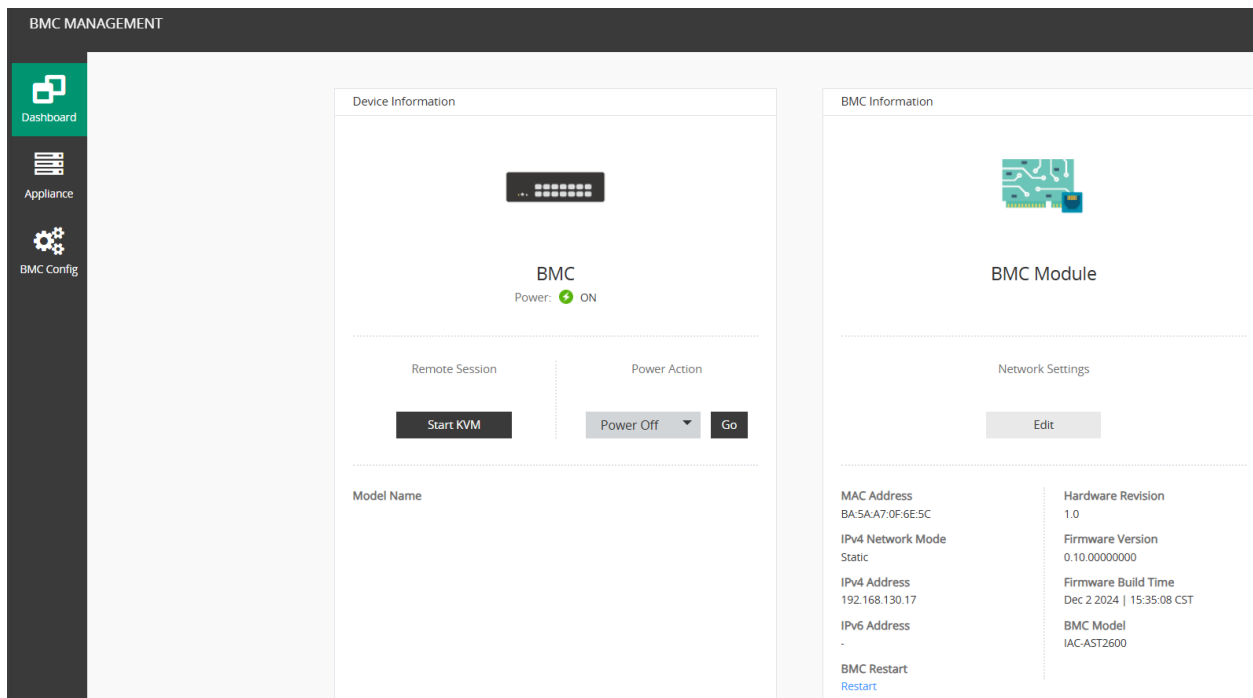 BMC MANAGEMENT
Dashboard
Appliance
BMC Config
Device Information
BMC
Power: ON
Remote Session
Start KVM
Power Action
Power Off
Go
Model Name
BMC Information
BMC Module
Network Settings
Edit
MAC Address
BA:5A:A7:0F:6E:5C
IPv4 Network Mode
Static
IPv4 Address
192.168.130.17
IPv6 Address
-
BMC Restart
Restart
Hardware Revision
1.0
Firmware Version
0.10.00000000
Firmware Build Time
Dec 2 2024 | 15:35:08 CST
BMC Model
IAC-AST2600